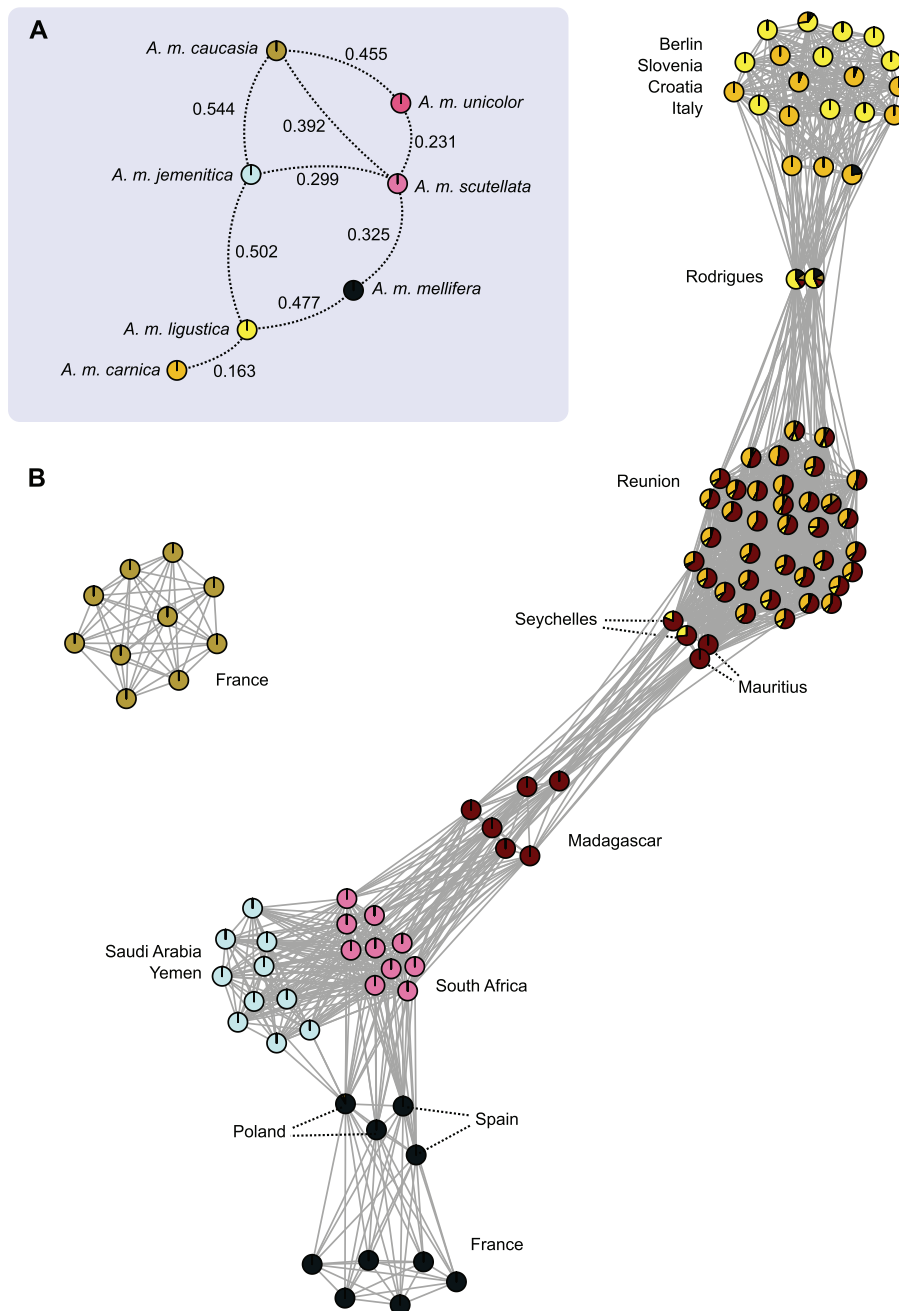 A
A. m. caucasia
0.455
A. m. unicolor
0.544
0.392
0.231
A. m. jemenitica
0.299
A. m. scutellata
0.325
0.502
A. m. mellifera
0.477
A. m. ligustica
A. m. carnica
0.163
Berlin
Slovenia
Croatia
Italy
Rodrigues
B
Reunion
Seychelles
France
Mauritius
Madagascar
Saudi Arabia
Yemen
South Africa
Poland
Spain
France